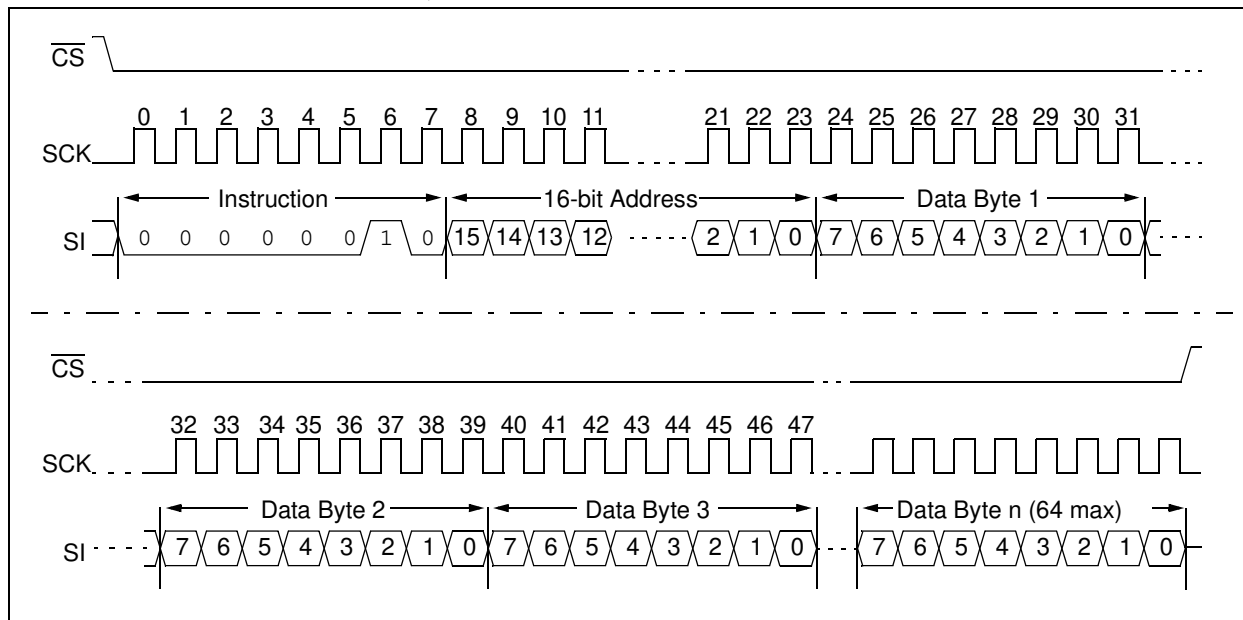 CS
0 1 2 3 4 5 6 7 8 9 10 11 21 22 23 24 25 26 27 28 29 30 31
SCK
Instruction 16-bit Address Data Byte 1
SI 0 0 0 0 0 0 1 0 15 14 13 12 2 1 0 7 6 5 4 3 2 1 0
CS
32 33 34 35 36 37 38 39 40 41 42 43 44 45 46 47
SCK
Data Byte 2 Data Byte 3 Data Byte n (64 max)
SI 7 6 5 4 3 2 1 0 7 6 5 4 3 2 1 0 7 6 5 4 3 2 1 0